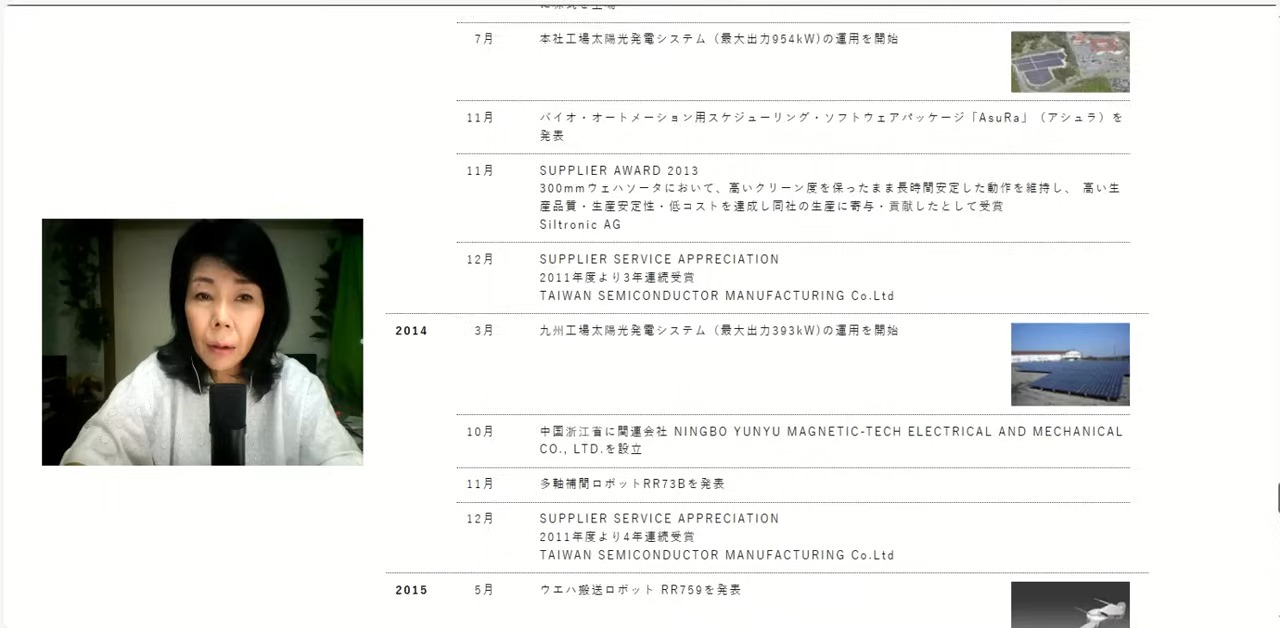 7月 本社工場太陽光発電システム (最大出力954kW)の運用を開始
11月 バイオ・オートメーション用スケジューリング・ソフトウェアパッケージ「AsuRa」（アシュラ）を
発表
11月 SUPPLIER AWARD 2013
300mmウェハソータにおいて、高いクリーン度を保ったまま長時間安定した動作を維持し、 高い生
産品質・生産安定性・低コストを達成し同社の生産に寄与・貢献したとして受賞
Siltronic AG
12月 SUPPLIER SERVICE APPRECIATION
2011年度より3年連続受賞
TAIWAN SEMICONDUCTOR MANUFACTURING Co.Ltd
2014 3月 九州工場太陽光発電システム (最大出力393kW)の運用を開始
10月 中国浙江省に関連会社 NINGBO YUNYU MAGNETIC-TECH ELECTRICAL AND MECHANICAL
CO., LTD.を設立
11月 多軸補間ロボットRR73Bを発表
12月 SUPPLIER SERVICE APPRECIATION
2011年度より4年連続受賞
TAIWAN SEMICONDUCTOR MANUFACTURING Co.Ltd
2015 5月 ウエハ搬送ロボット RR759を発表